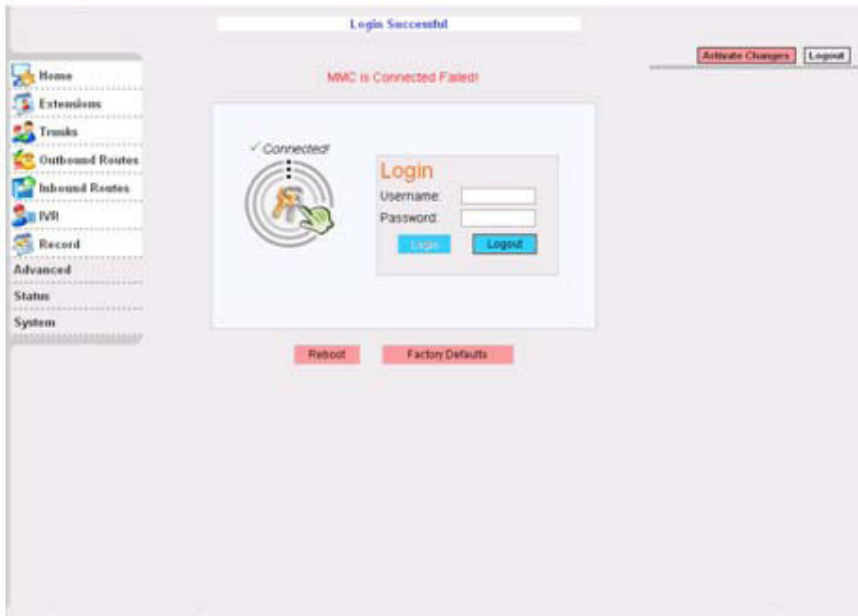 Login Successful
Activate Changes
Logout
Home
Extensions
Trunks
Outbound Routes
Inbound Routes
IVR
Record
Advanced
Status
System
MMC is Connected Failed!
Connected!
Login
Username:
Password:
Login
Logout
Reboot
Factory Defaults